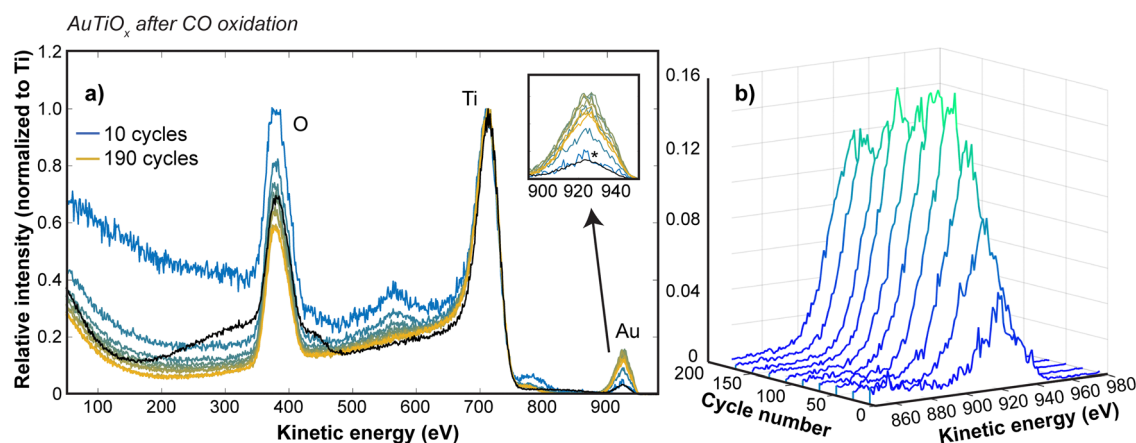 AuTiOx after CO oxidation
a)
Relative intensity (normalized to Ti)
1.2
1.0
0.8
0.6
0.4
0.2
0
10 cycles
190 cycles
O
Ti
Au
*
900 920 940
100 200 300 400 500 600 700 800 900
Kinetic energy (eV)
b)
0.16
0.12
0.08
0.04
0
200
150
100
50
0
Cycle number
860 880 900 920 940 960 980
Kinetic energy (eV)